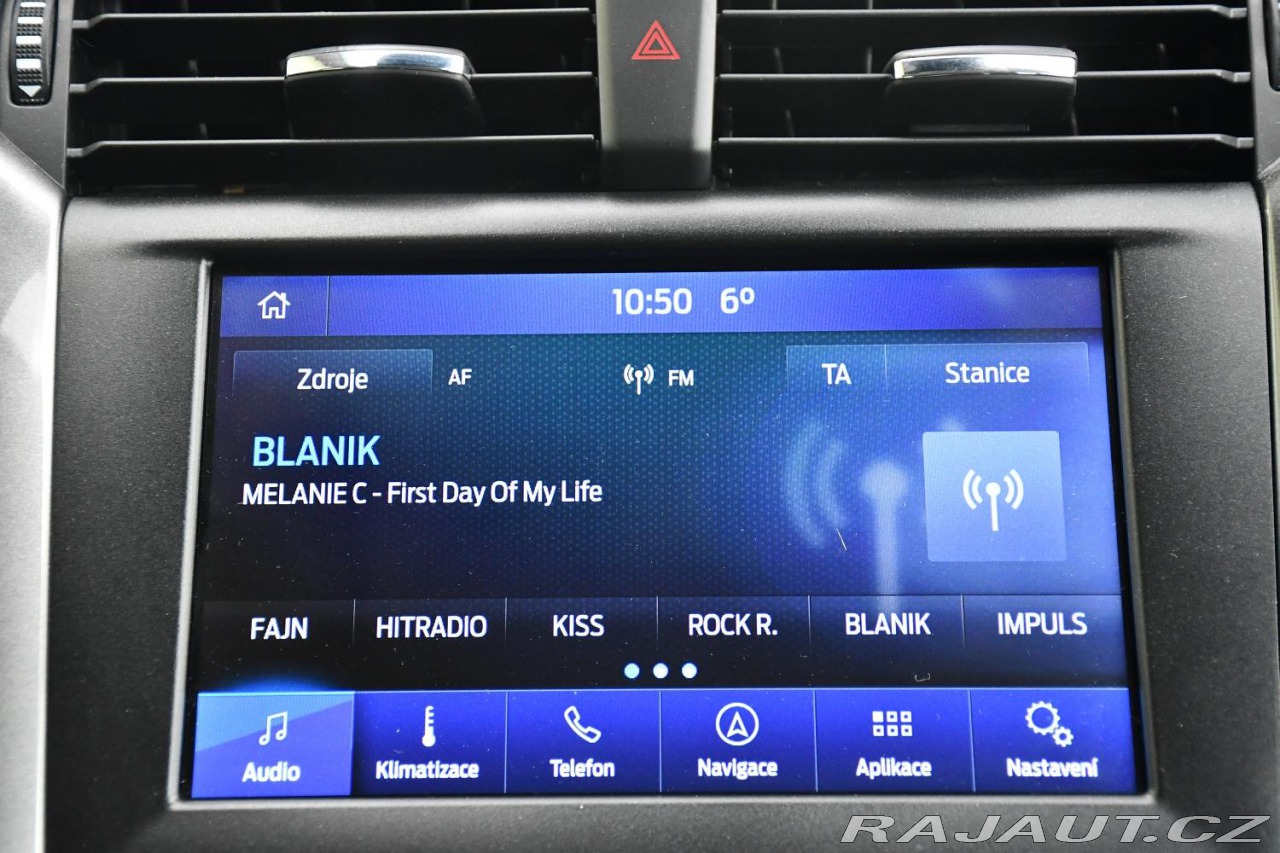 10:50 6°
Zdroje AF FM TA Stanice
BLANIK
MELANIE C - First Day Of My Life
FAJN HITRADIO KISS ROCK R. BLANIK IMPULS
Audio Klimatizace Telefon Navigace Aplikace Nastavení
RAJAUT.CZ